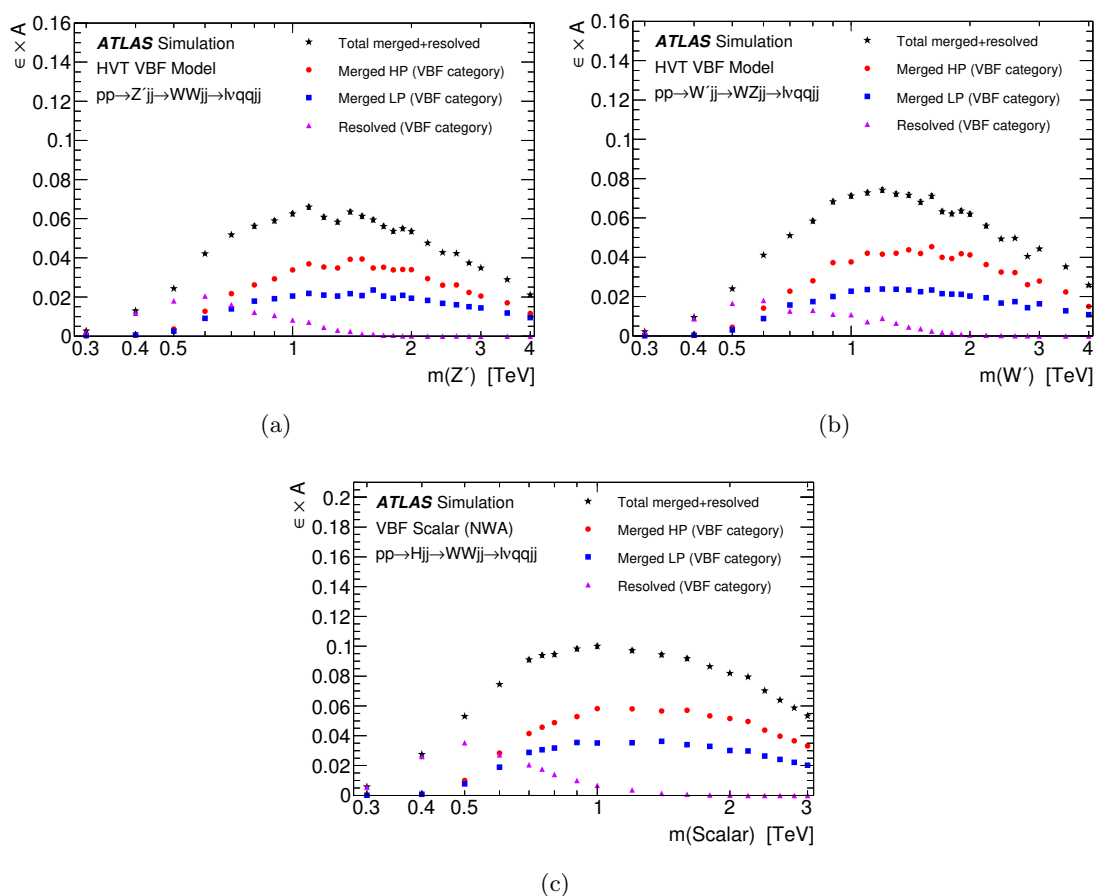 ∈ × A
0.16
0.14
0.12
0.1
0.08
0.06
0.04
0.02
0
ATLAS Simulation
HVT VBF Model
pp→Z′jj→WWjj→lνqqjj
Total merged+resolved
Merged HP (VBF category)
Merged LP (VBF category)
Resolved (VBF category)
0.3 0.4 0.5 1 2 3 4
m(Z′) [TeV]
(a)
∈ × A
0.16
0.14
0.12
0.1
0.08
0.06
0.04
0.02
0
ATLAS Simulation
HVT VBF Model
pp→W′jj→WZjj→lνqqjj
Total merged+resolved
Merged HP (VBF category)
Merged LP (VBF category)
Resolved (VBF category)
0.3 0.4 0.5 1 2 3 4
m(W′) [TeV]
(b)
∈ × A
0.2
0.18
0.16
0.14
0.12
0.1
0.08
0.06
0.04
0.02
0
ATLAS Simulation
VBF Scalar (NWA)
pp→Hjj→WWjj→lνqqjj
Total merged+resolved
Merged HP (VBF category)
Merged LP (VBF category)
Resolved (VBF category)
0.3 0.4 0.5 1 2 3
m(Scalar) [TeV]
(c)